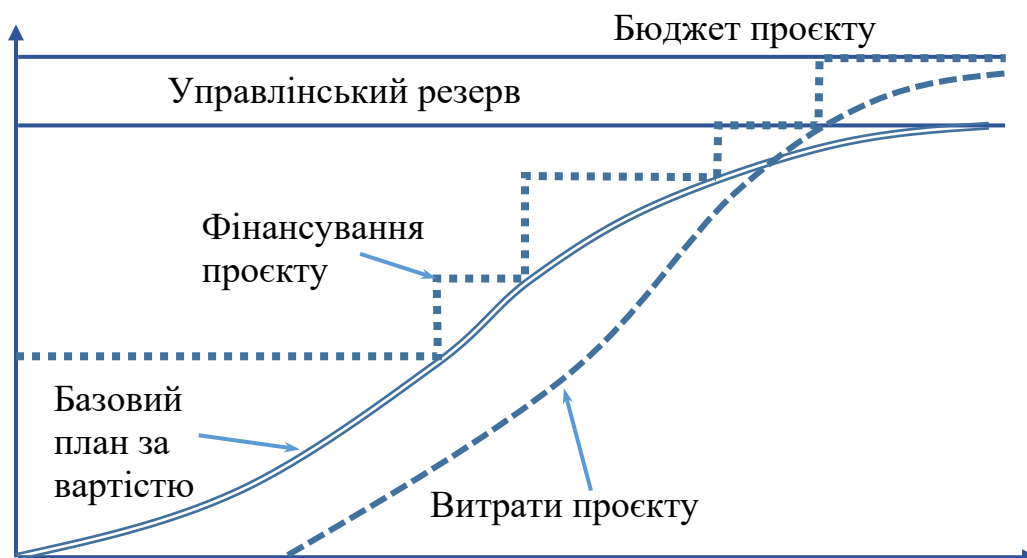 Бюджет проєкту
Управлінський резерв
Фінансування
проєкту
Базовий
план за
вартістю
Витрати проєкту